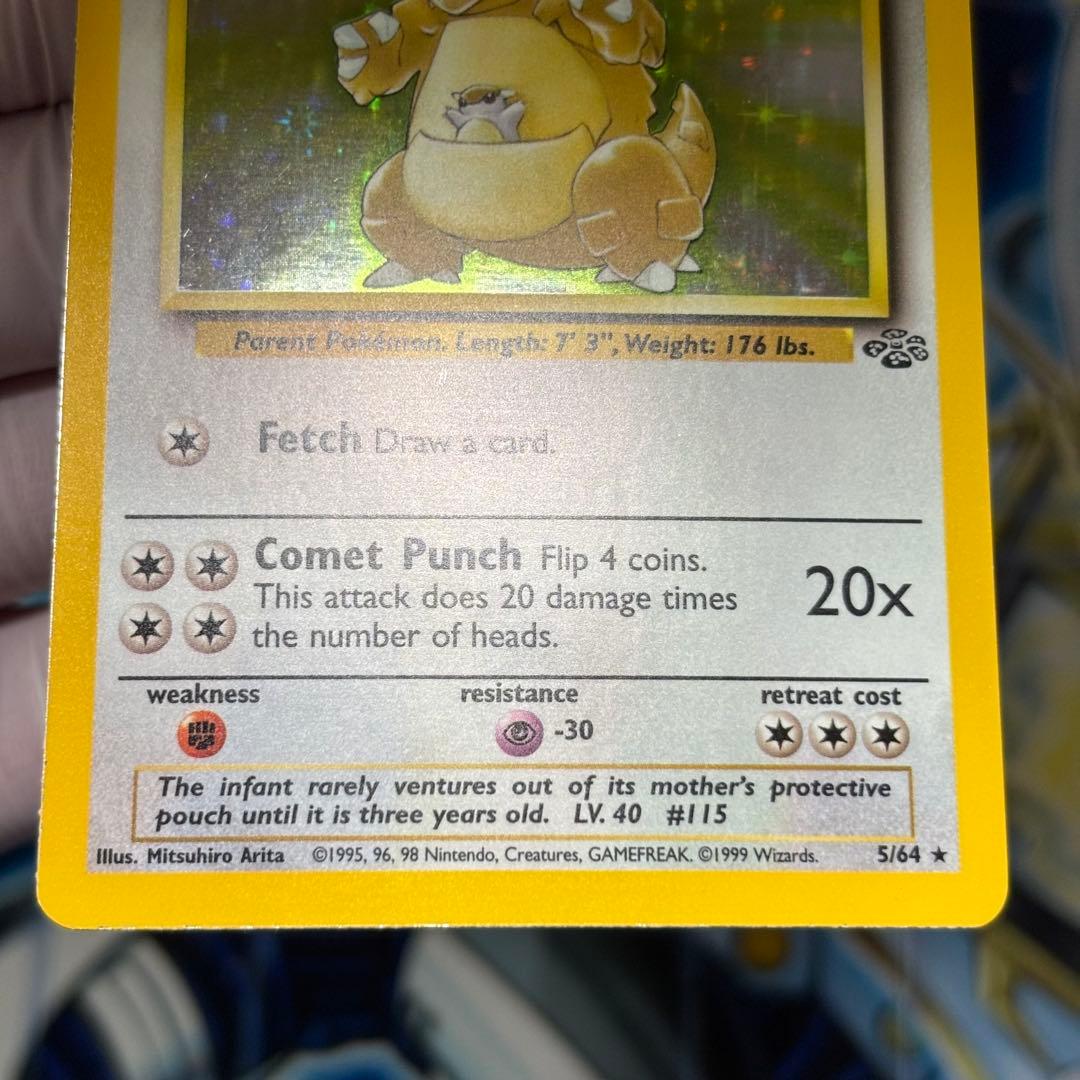 Parent Pokémon. Length: 7' 3", Weight: 176 lbs.
Fetch Draw a card.
Comet Punch Flip 4 coins.
This attack does 20 damage times
the number of heads.
20x
weakness resistance retreat cost
-30
The infant rarely ventures out of its mother's protective
pouch until it is three years old. LV. 40 #115
Illus. Mitsuhiro Arita ©1995, 96, 98 Nintendo, Creatures, GAMEFREAK. ©1999 Wizards. 5/64 ★